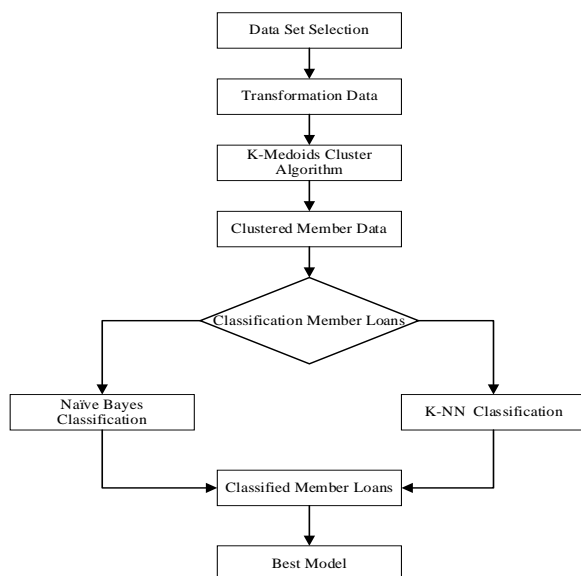 Data Set Selection
Transformation Data
K-Medoids Cluster
Algorithm
Clustered Member Data
Classification Member Loans
Naïve Bayes
Classification
K-NN Classification
Classified Member Loans
Best Model